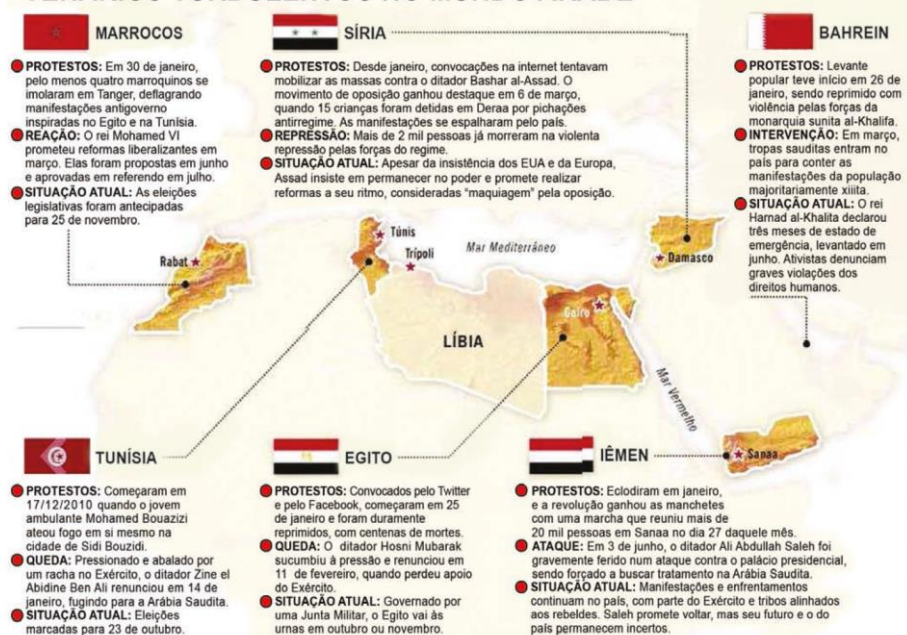 MARROCOS
PROTESTOS: Em 30 de janeiro,
pelo menos quatro marroquinos se
imolaram em Tanger, deflagrando
manifestações antigoverno
inspiradas no Egito e na Tunísia.
REAÇÃO: O rei Mohamed VI
prometeu reformas liberalizantes em
março. Elas foram propostas em junho
e aprovadas em referendo em julho.
SITUAÇÃO ATUAL: As eleições
legislativas foram antecipadas
para 25 de novembro.
SÍRIA
PROTESTOS: Desde janeiro, convocações na internet tentavam
mobilizar as massas contra o ditador Bashar al-Assad. O
movimento de oposição ganhou destaque em 6 de março,
quando 15 crianças foram detidas em Deraa por pichações
antirregime. As manifestações se espalharam pelo país.
REPRESSÃO: Mais de 2 mil pessoas já morreram na violenta
repressão pelas forças do regime.
SITUAÇÃO ATUAL: Apesar da insistência dos EUA e da Europa,
Assad insiste em permanecer no poder e promete realizar
reformas a seu ritmo, consideradas "maquiagem" pela oposição.
BAHREIN
PROTESTOS: Levante
popular teve início em 26 de
janeiro, sendo reprimido com
violência pelas forças da
monarquia sunita al-Khalifa.
INTERVENÇÃO: Em março,
tropas sauditas entram no
país para conter as
manifestações da população
majoritariamente xiiita.
SITUAÇÃO ATUAL: O rei
Harnad al-Khalita declarou
três meses de estado de
emergência, levantado em
junho. Ativistas denunciam
graves violações dos
direitos humanos.
Túnis
Mar Mediterrâneo
Rabat
Trípoli
Damasco
LÍBIA
Cairo
Mar Vermelho
Sanaa
TUNÍSIA
PROTESTOS: Começaram em
17/12/2010 quando o jovem
ambulante Mohamed Bouazizi
ateou fogo em si mesmo na
cidade de Sidi Bouzidi.
QUEDA: Pressionado e abalado por
um racha no Exército, o ditador Zine el
Abidine Ben Ali renunciou em 14 de
janeiro, fugindo para a Arábia Saudita.
SITUAÇÃO ATUAL: Eleições
marcadas para 23 de outubro.
EGITO
PROTESTOS: Convocados pelo Twitter
e pelo Facebook, começaram em 25
de janeiro e foram duramente
reprimidos, com centenas de mortes.
QUEDA: O ditador Hosni Mubarak
sucumbiu à pressão e renunciou em
11 de fevereiro, quando perdeu apoio
do Exército.
SITUAÇÃO ATUAL: Governado por
uma Junta Militar, o Egito vai às
urnas em outubro ou novembro.
IÊMEN
PROTESTOS: Eclodiram em janeiro,
e a revolução ganhou as manchetes
com uma marcha que reuniu mais de
20 mil pessoas em Sanaa no dia 27 daquele mês.
ATAQUE: Em 3 de junho, o ditador Ali Abdullah Saleh foi
gravemente ferido num ataque contra o palácio presidencial,
sendo forçado a buscar tratamento na Arábia Saudita.
SITUAÇÃO ATUAL: Manifestações e enfrentamentos
continuam no país, com parte do Exército e tribos alinhados
aos rebeldes. Saleh promete voltar, mas seu futuro e o do
país permanecem incertos.